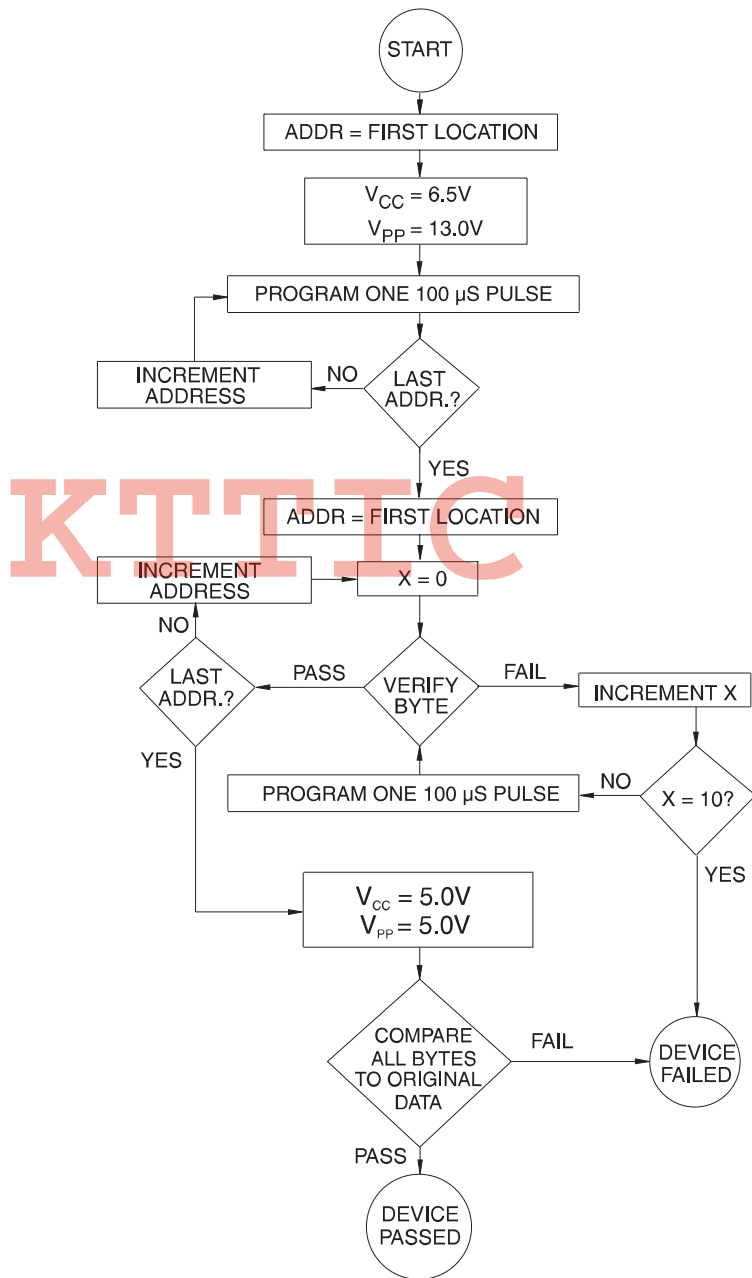 START
ADDR = FIRST LOCATION
VCC = 6.5V
VPP = 13.0V
PROGRAM ONE 100 µS PULSE
INCREMENT
ADDRESS
NO
LAST
ADDR.?
YES
KTTIC
ADDR = FIRST LOCATION
INCREMENT
ADDRESS
X = 0
NO
LAST
ADDR.?
PASS
VERIFY
BYTE
FAIL
INCREMENT X
YES
PROGRAM ONE 100 µS PULSE
NO
X = 10?
YES
VCC = 5.0V
VPP = 5.0V
COMPARE
ALL BYTES
TO ORIGINAL
DATA
FAIL
DEVICE
FAILED
PASS
DEVICE
PASSED